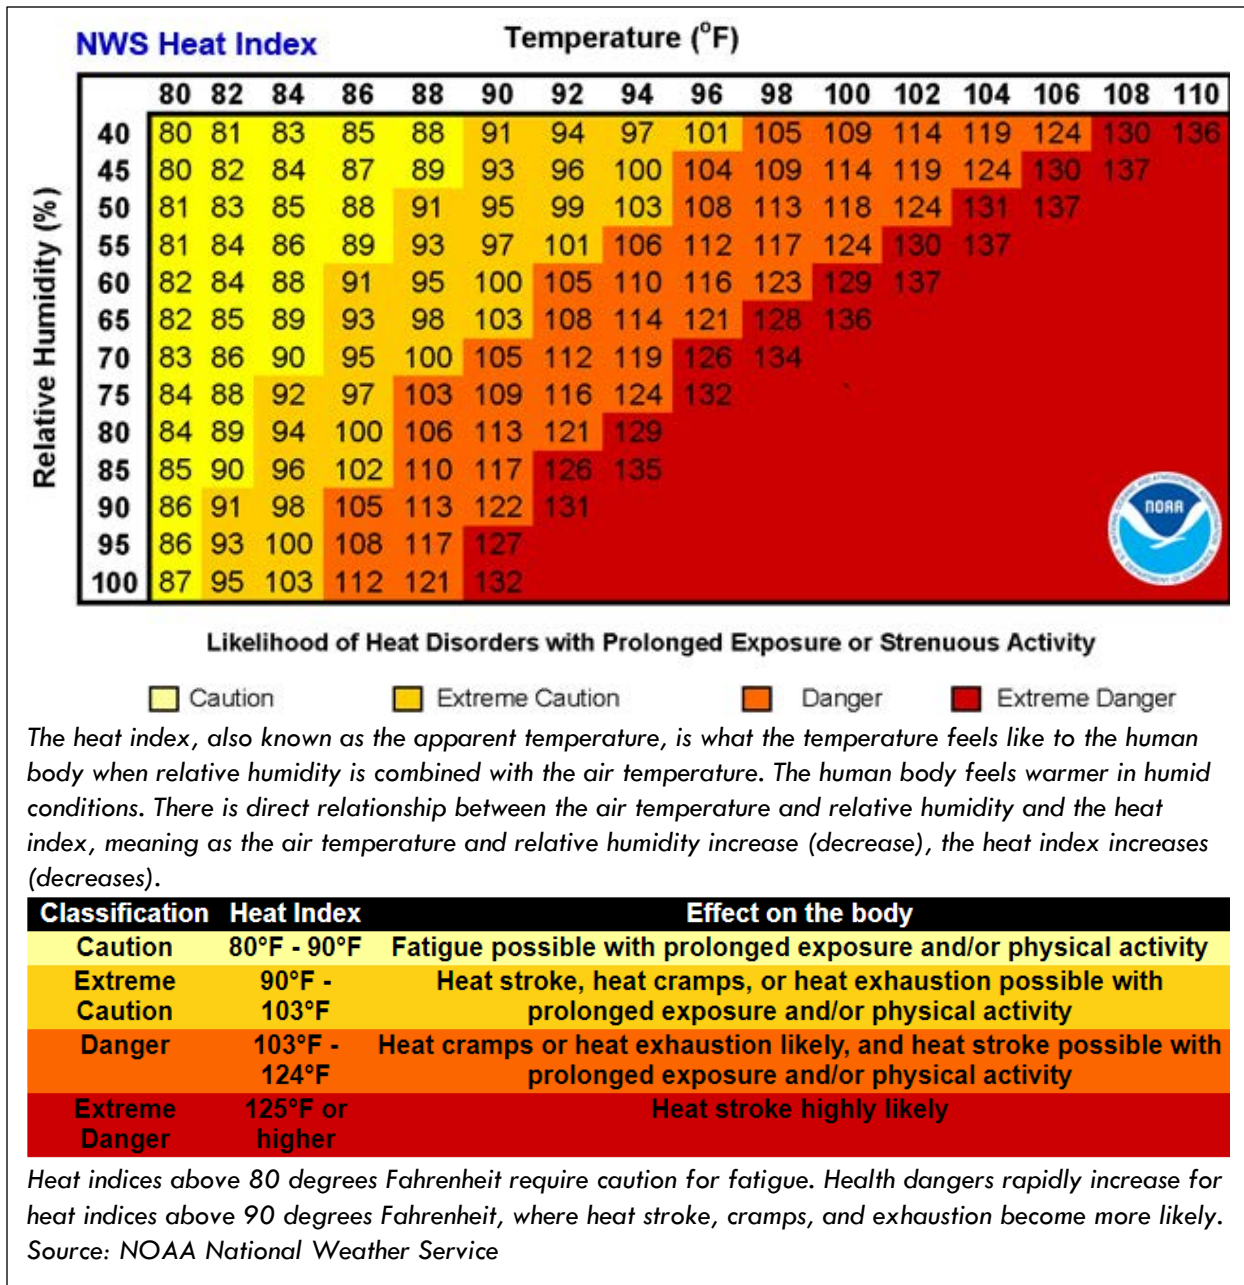 NWS Heat Index
Temperature (°F)
80 82 84 86 88 90 92 94 96 98 100 102 104 106 108 110
Relative Humidity (%)
40 80 81 83 85 88 91 94 97 101 105 109 114 119 124 130 136
45 80 82 84 87 89 93 96 100 104 109 114 119 124 130 137
50 81 83 85 88 91 95 99 103 108 113 118 124 131 137
55 81 84 86 89 93 97 101 106 112 117 124 130 137
60 82 84 88 91 95 100 105 110 116 123 129 137
65 82 85 89 93 98 103 108 114 121 128 136
70 83 86 90 95 100 105 112 119 126 134
75 84 88 92 97 103 109 116 124 132
80 84 89 94 100 106 113 121 129
85 85 90 96 102 110 117 126 135
90 86 91 98 105 113 122 131
95 86 93 100 108 117 127
100 87 95 103 112 121 132
NOAA
Likelihood of Heat Disorders with Prolonged Exposure or Strenuous Activity
Caution Extreme Caution Danger Extreme Danger
The heat index, also known as the apparent temperature, is what the temperature feels like to the human
body when relative humidity is combined with the air temperature. The human body feels warmer in humid
conditions. There is direct relationship between the air temperature and relative humidity and the heat
index, meaning as the air temperature and relative humidity increase (decrease), the heat index increases
(decreases).
Classification Heat Index Effect on the body
Caution 80°F - 90°F Fatigue possible with prolonged exposure and/or physical activity
Extreme 90°F - Heat stroke, heat cramps, or heat exhaustion possible with
Caution 103°F prolonged exposure and/or physical activity
Danger 103°F - Heat cramps or heat exhaustion likely, and heat stroke possible with
124°F prolonged exposure and/or physical activity
Extreme 125°F or Heat stroke highly likely
Danger higher
Heat indices above 80 degrees Fahrenheit require caution for fatigue. Health dangers rapidly increase for
heat indices above 90 degrees Fahrenheit, where heat stroke, cramps, and exhaustion become more likely.
Source: NOAA National Weather Service